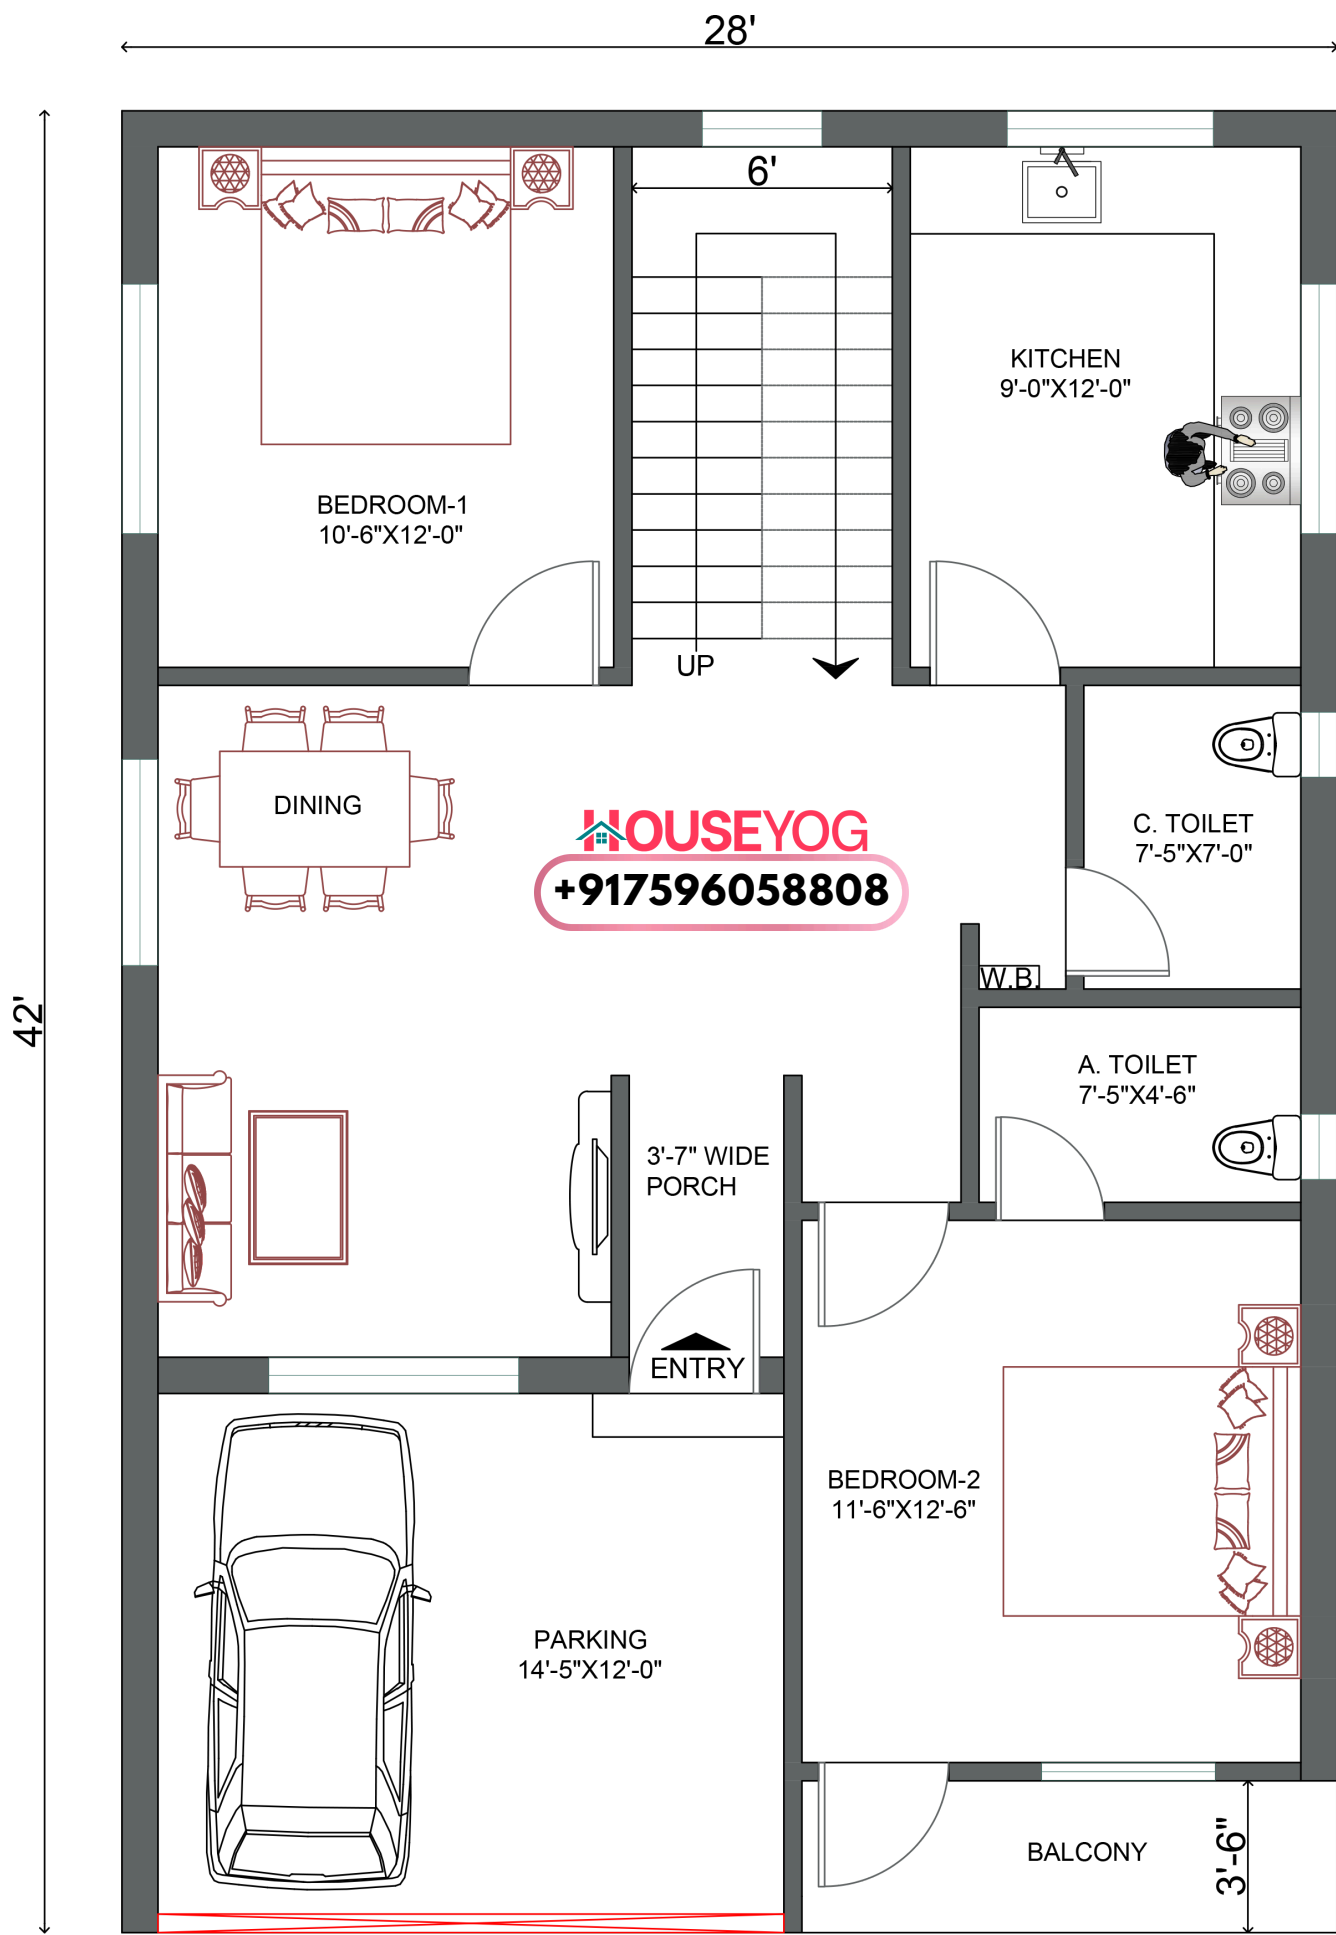 28'
6'
KITCHEN
9'-0"X12'-0"
BEDROOM-1
10'-6"X12'-0"
UP
DINING
HOUSEYOG
+917596058808
C. TOILET
7'-5"X7'-0"
W.B.
42'
A. TOILET
7'-5"X4'-6"
3'-7" WIDE
PORCH
ENTRY
BEDROOM-2
11'-6"X12'-6"
PARKING
14'-5"X12'-0"
BALCONY
3'-6"